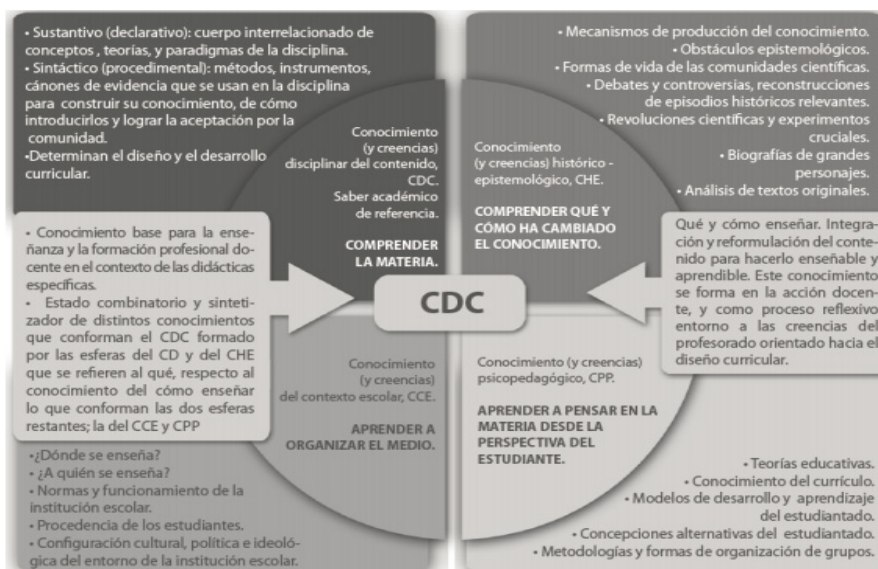 • Sustantivo (declarativo): cuerpo interrelacionado de
conceptos , teorías, y paradigmas de la disciplina.
• Sintáctico (procedimental): métodos, instrumentos,
cánones de evidencia que se usan en la disciplina
para construir su conocimiento, de cómo
introducirlos y lograr la aceptación por la
comunidad.
•Determinan el diseño y el desarrollo
curricular.
Conocimiento
(y creencias)
disciplinar del contenido,
CDC.
Saber académico
de referencia.
COMPRENDER
LA MATERIA.
• Mecanismos de producción del conocimiento.
• Obstáculos epistemológicos.
• Formas de vida de las comunidades científicas.
• Debates y controversias, reconstrucciones
de episodios históricos relevantes.
• Revoluciones científicas y experimentos
cruciales.
• Biografías de grandes
personajes.
• Análisis de textos originales.
Conocimiento
(y creencias) histórico -
epistemológico, CHE.
COMPRENDER QUÉ Y
CÓMO HA CAMBIADO
EL CONOCIMIENTO.
• Conocimiento base para la ense-
ñanza y la formación profesional do-
cente en el contexto de las didácticas
específicas.
• Estado combinatorio y sinteti-
zador de distintos conocimientos
que conforman el CDC formado
por las esferas del CD y del CHE
que se refieren al qué, respecto al
conocimiento del cómo enseñar
lo que conforman las dos esferas
restantes; la del CCE y CPP
CDC
Qué y cómo enseñar. Integra-
ción y reformulación del conte-
nido para hacerlo enseñable y
aprendible. Este conocimiento
se forma en la acción docen-
te, y como proceso reflexivo
entorno a las creencias del
profesorado orientado hacia el
diseño curricular.
Conocimiento
(y creencias)
del contexto escolar, CCE.
APRENDER A
ORGANIZAR EL MEDIO.
•¿Dónde se enseña?
• ¿A quién se enseña?
• Normas y funcionamiento de la
institución escolar.
• Procedencia de los estudiantes.
• Configuración cultural, política e ideoló-
gica del entorno de la institución escolar.
Conocimiento (y creencias)
psicopedagógico, CPP.
APRENDER A PENSAR EN LA
MATERIA DESDE LA
PERSPECTIVA DEL
ESTUDIANTE.
• Teorías educativas.
• Conocimiento del currículo.
• Modelos de desarrollo y aprendizaje
del estudiantado.
• Concepciones alternativas del estudiantado.
• Metodologías y formas de organización de grupos.